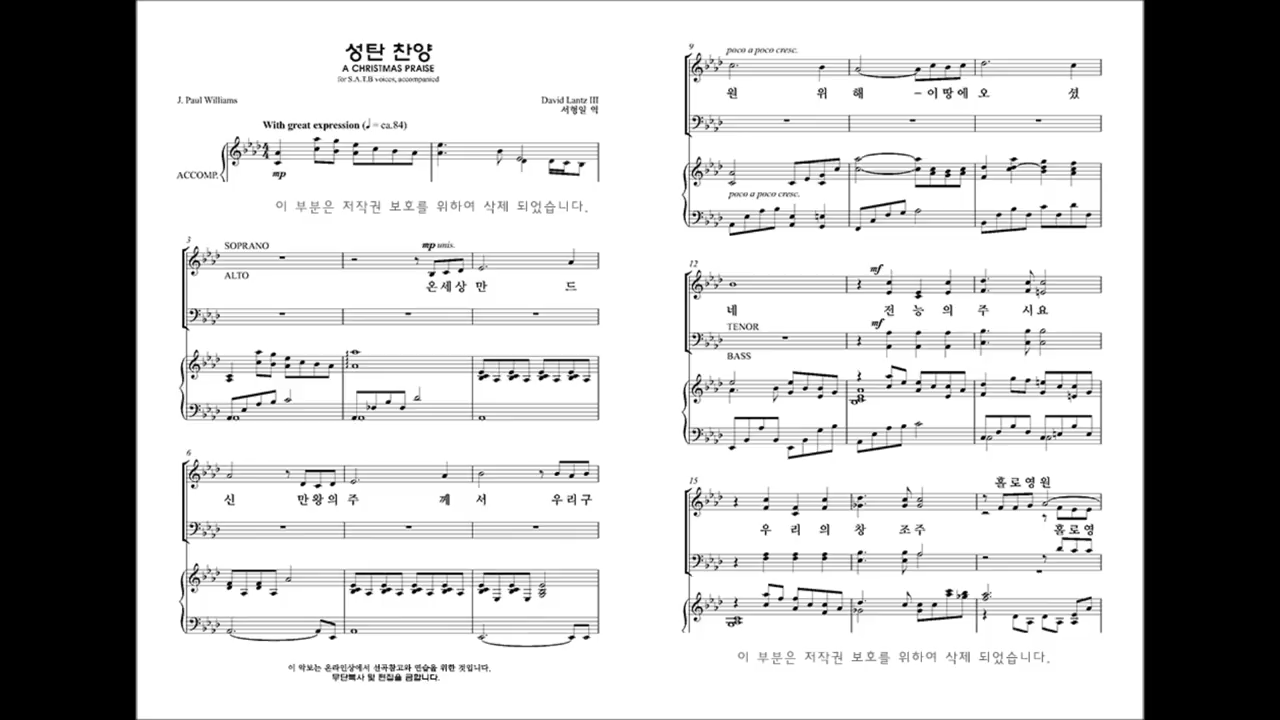 성탄 찬양
A CHRISTMAS PRAISE
for S.A.T.B voices, accompanied
J. Paul Williams
David Lantz III
서형일 역
With great expression (♩ = ca.84)
ACCOMP.
mp
이 부분은 저작권 보호를 위하여 삭제 되었습니다.
3
SOPRANO
mp unis.
ALTO
온세상 만 드
6
신 만왕의 주 께 서 우리구
이 악보는 온라인상에서 선곡참고와 연습을 위한 것입니다.
무단복사 및 편집을 금합니다.
9
poco a poco cresc.
원 위 해 - 이땅에 오 셨
poco a poco cresc.
12
mf
네 전 능 의 주 시요
TENOR
mf
BASS
15
홀로영원
우 리 의 창 조주 홀로영
이 부분은 저작권 보호를 위하여 삭제 되었습니다.